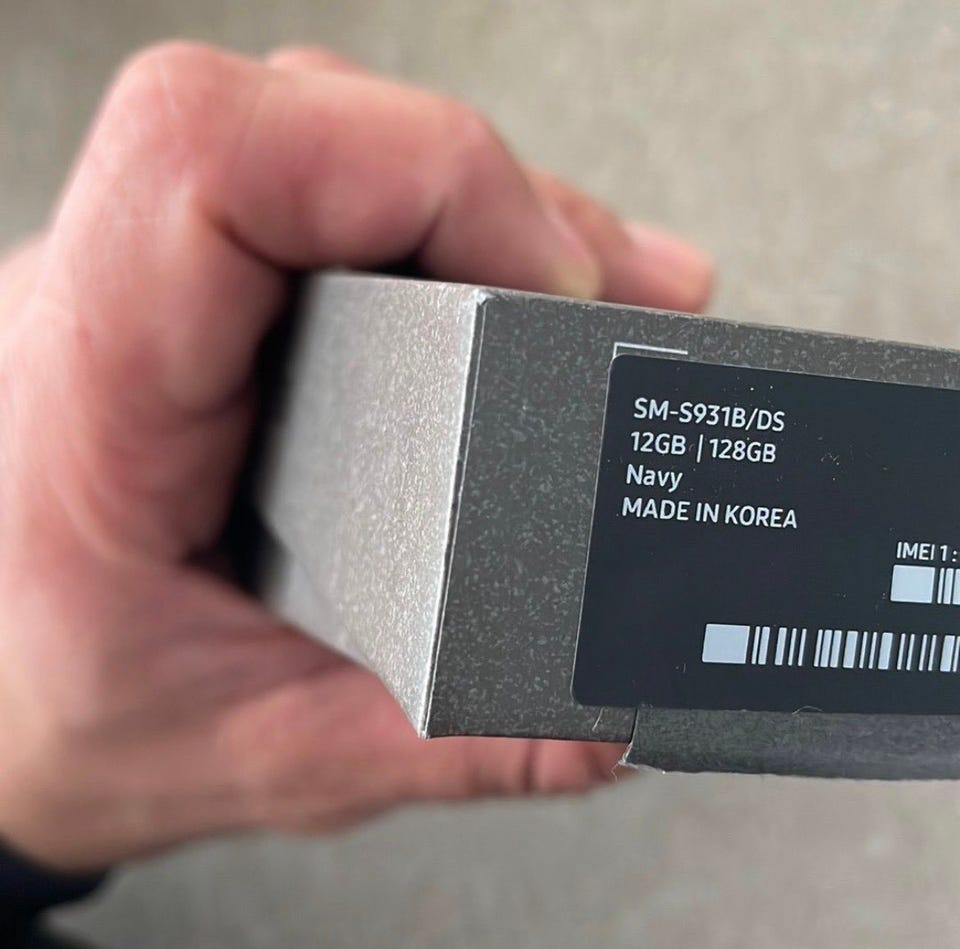 SM-S931B/DS
12GB | 128GB
Navy
MADE IN KOREA
IMEI 1 :